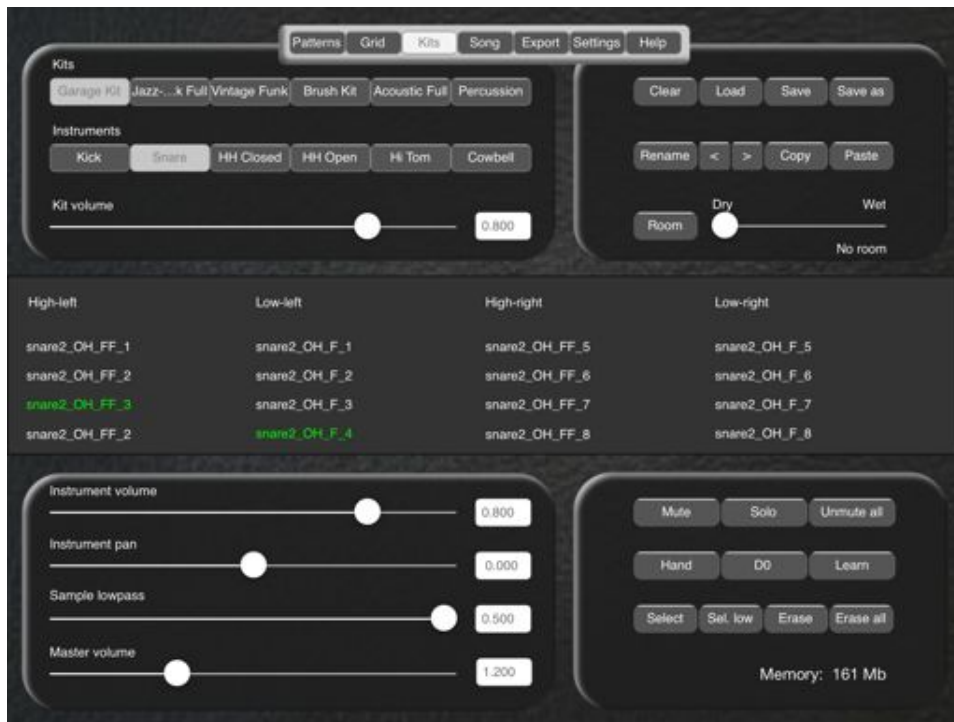 Patterns Grid Kits Song Export Settings Help
Kits
Garage Kit Jazz-...k Full Vintage Funk Brush Kit Acoustic Full Percussion
Clear Load Save Save as
Instruments
Kick Snare HH Closed HH Open Hi Tom Cowbell
Rename < > Copy Paste
Kit volume
0.800
Dry Wet
Room
No room
High-left Low-left High-right Low-right
snare2_OH_FF_1 snare2_OH_F_1 snare2_OH_FF_5 snare2_OH_F_5
snare2_OH_FF_2 snare2_OH_F_2 snare2_OH_FF_6 snare2_OH_F_6
snare2_OH_FF_3 snare2_OH_F_3 snare2_OH_FF_7 snare2_OH_F_7
snare2_OH_FF_2 snare2_OH_F_4 snare2_OH_FF_8 snare2_OH_F_8
Instrument volume
0.800
Mute Solo Unmute all
Instrument pan
0.000
Hand D0 Learn
Sample lowpass
0.500
Select Sel. low Erase Erase all
Master volume
1.200
Memory: 161 Mb